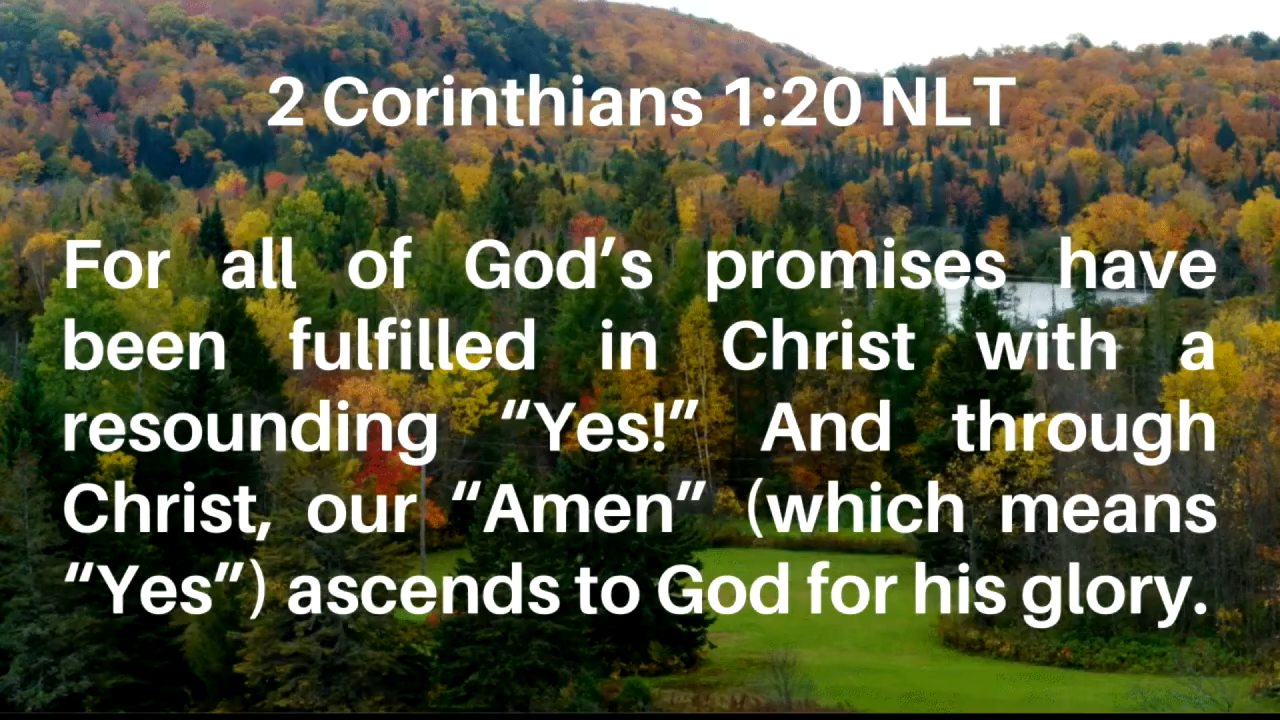 2 Corinthians 1:20 NLT
For all of God’s promises have
been fulfilled in Christ with a
resounding “Yes!” And through
Christ, our “Amen” (which means
“Yes”) ascends to God for his glory.